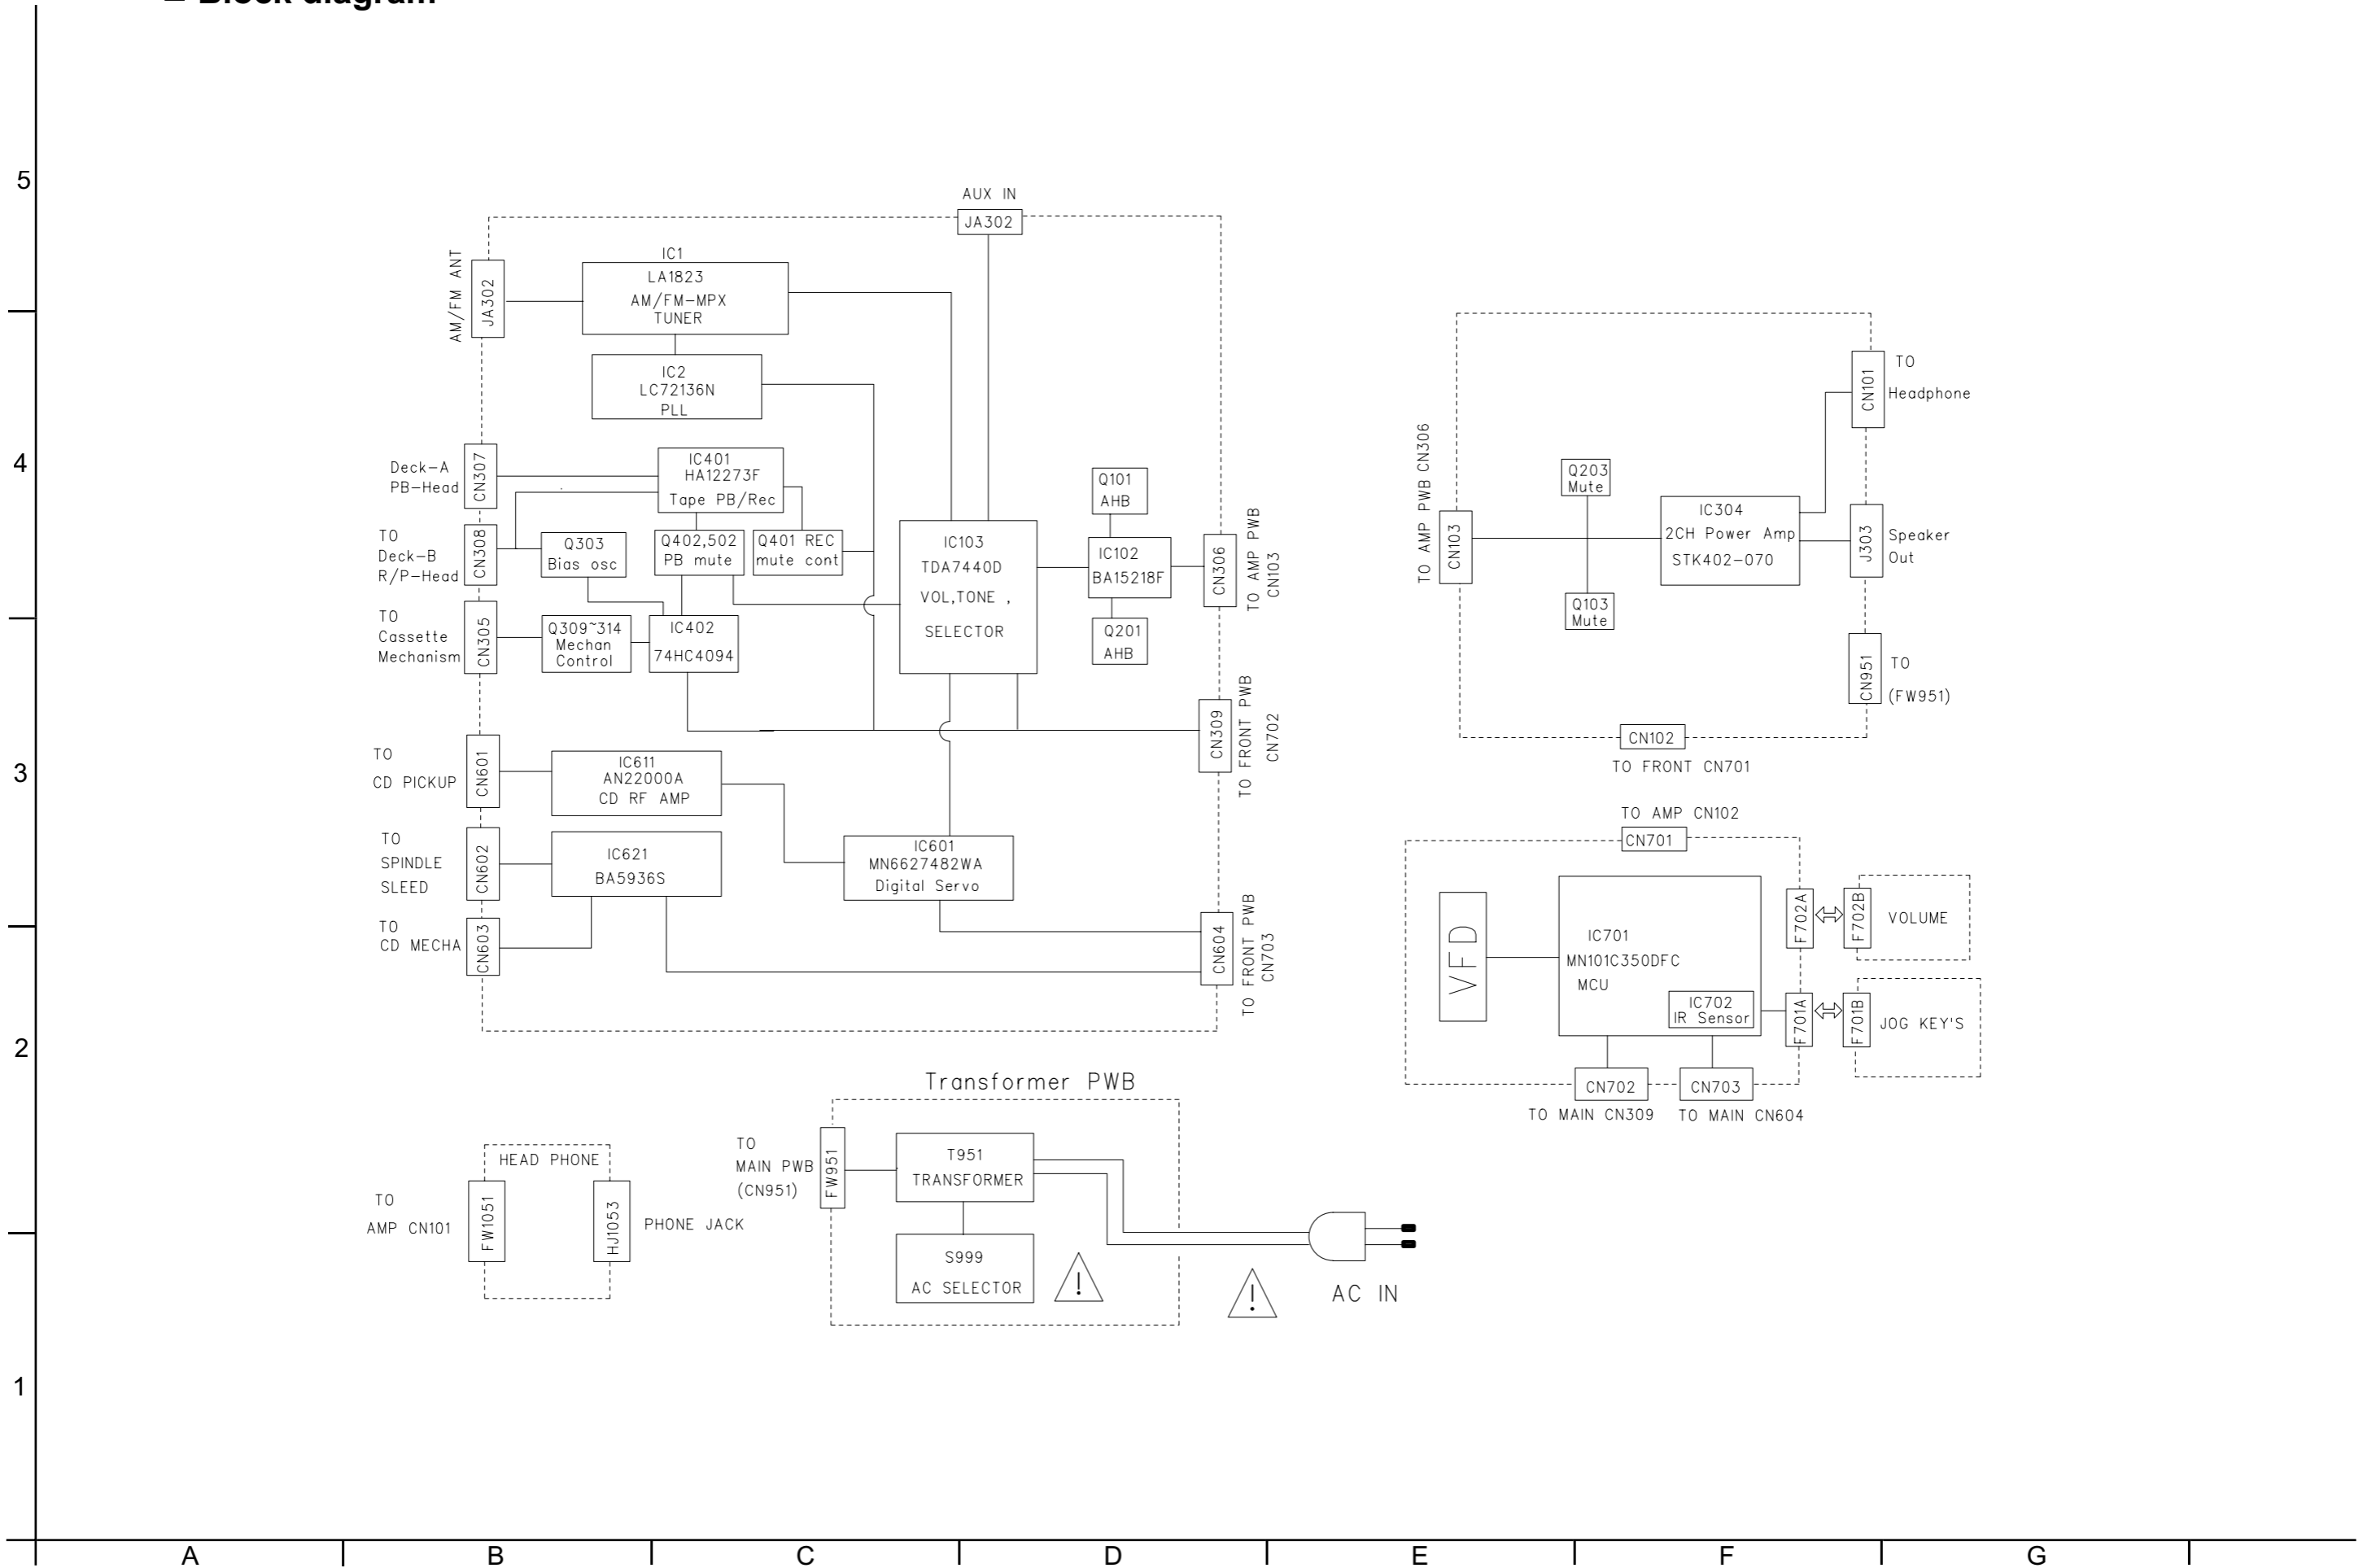 Block diagram
5
4
3
2
1
AUX IN
JA302
AM/FM ANT
JA302
IC1
LA1823
AM/FM-MPX
TUNER
IC2
LC72136N
PLL
Deck-A
PB-Head
CN307
IC401
HA12273F
Tape PB/Rec
TO
Deck-B
R/P-Head
CN308
Q303
Bias osc
Q402,502
PB mute
Q401 REC
mute cont
TO
Cassette
Mechanism
CN305
Q309~314
Mechan
Control
IC402
74HC4094
IC103
TDA7440D
VOL,TONE ,
SELECTOR
Q101
AHB
IC102
BA15218F
Q201
AHB
CN306
TO AMP PWB
CN103
CN309
TO FRONT PWB
CN702
TO
CD PICKUP
CN601
IC611
AN22000A
CD RF AMP
TO
SPINDLE
SLEED
CN602
IC621
BA5936S
IC601
MN6627482WA
Digital Servo
TO
CD MECHA
CN603
CN604
TO FRONT PWB
CN703
TO AMP PWB CN306
CN103
Q203
Mute
Q103
Mute
IC304
2CH Power Amp
STK402-070
CN101
TO
Headphone
J303
Speaker
Out
CN951
TO
(FW951)
CN102
TO FRONT CN701
TO AMP CN102
CN701
VFD
IC701
MN101C350DFC
MCU
IC702
IR Sensor
F702A
F702B
VOLUME
F701A
F701B
JOG KEY'S
CN702
CN703
TO MAIN CN309
TO MAIN CN604
Transformer PWB
TO
MAIN PWB
(CN951)
FW951
T951
TRANSFORMER
S999
AC SELECTOR
!
!
AC IN
HEAD PHONE
TO
AMP CN101
FW1051
HJ1053
PHONE JACK
A
B
C
D
E
F
G